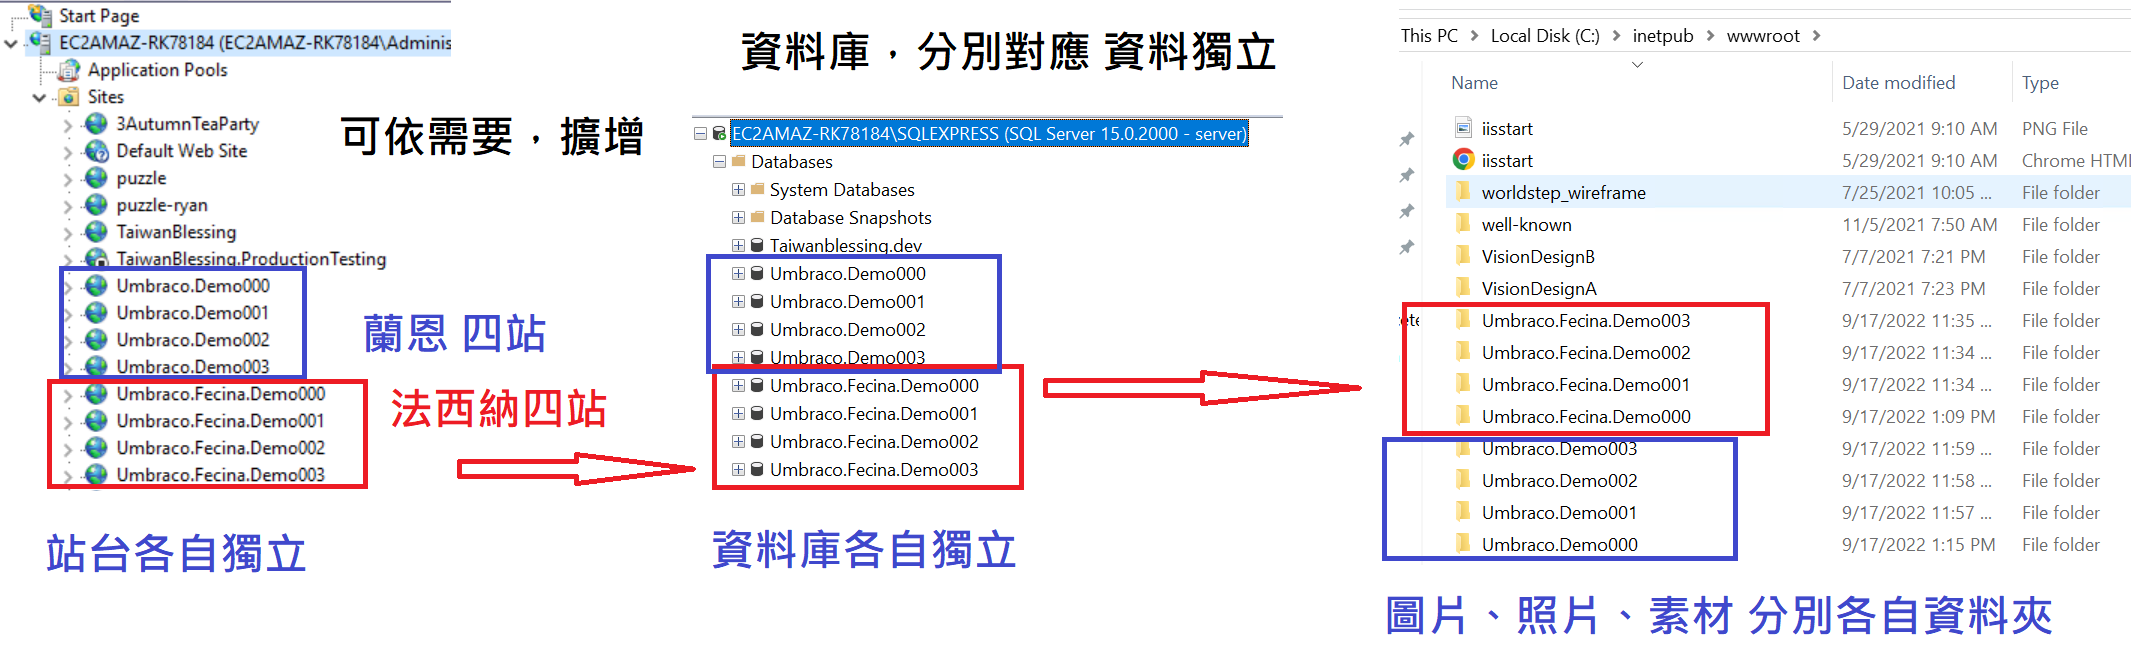 Start Page
EC2AMAZ-RK78184 (EC2AMAZ-RK78184\Adminis
Application Pools
Sites
3AutumnTeaParty
Default Web Site
puzzle
puzzle-ryan
TaiwanBlessing
TaiwanBlessing.ProductionTesting
Umbraco.Demo000
Umbraco.Demo001
Umbraco.Demo002
Umbraco.Demo003
Umbraco.Fecina.Demo000
Umbraco.Fecina.Demo001
Umbraco.Fecina.Demo002
Umbraco.Fecina.Demo003
可依需要，擴增
蘭恩 四站
法西納四站
站台各自獨立
資料庫，分別對應 資料獨立
EC2AMAZ-RK78184\SQLEXPRESS (SQL Server 15.0.2000 - server)
Databases
System Databases
Database Snapshots
Taiwanblessing.dev
Umbraco.Demo000
Umbraco.Demo001
Umbraco.Demo002
Umbraco.Demo003
Umbraco.Fecina.Demo000
Umbraco.Fecina.Demo001
Umbraco.Fecina.Demo002
Umbraco.Fecina.Demo003
資料庫各自獨立
This PC > Local Disk (C:) > inetpub > wwwroot >
Name Date modified Type
iisstart 5/29/2021 9:10 AM PNG File
iisstart 5/29/2021 9:10 AM Chrome HTM
worldstep_wireframe 7/25/2021 10:05 ... File folder
well-known 11/5/2021 7:50 AM File folder
VisionDesignB 7/7/2021 7:21 PM File folder
VisionDesignA 7/7/2021 7:23 PM File folder
Umbraco.Fecina.Demo003 9/17/2022 11:35 ... File folder
Umbraco.Fecina.Demo002 9/17/2022 11:34 ... File folder
Umbraco.Fecina.Demo001 9/17/2022 11:34 ... File folder
Umbraco.Fecina.Demo000 9/17/2022 1:09 PM File folder
Umbraco.Demo003 9/17/2022 11:59 ... File folder
Umbraco.Demo002 9/17/2022 11:58 ... File folder
Umbraco.Demo001 9/17/2022 11:57 ... File folder
Umbraco.Demo000 9/17/2022 1:15 PM File folder
圖片、照片、素材 分別各自資料夾